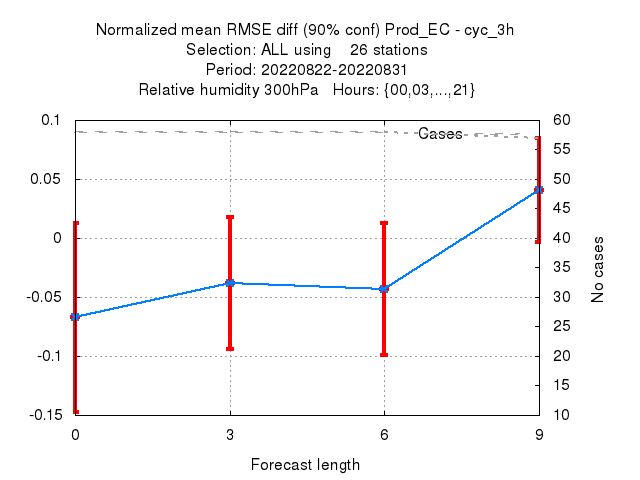 Normalized mean RMSE diff (90% conf) Prod_EC - cyc_3h
Selection: ALL using 26 stations
Period: 20220822-20220831
Relative humidity 300hPa Hours: {00,03,...,21}
Cases
0.1
0.05
0
-0.05
-0.1
-0.15
60
55
50
45
40
35
30
25
20
15
10
No cases
0 3 6 9
Forecast length